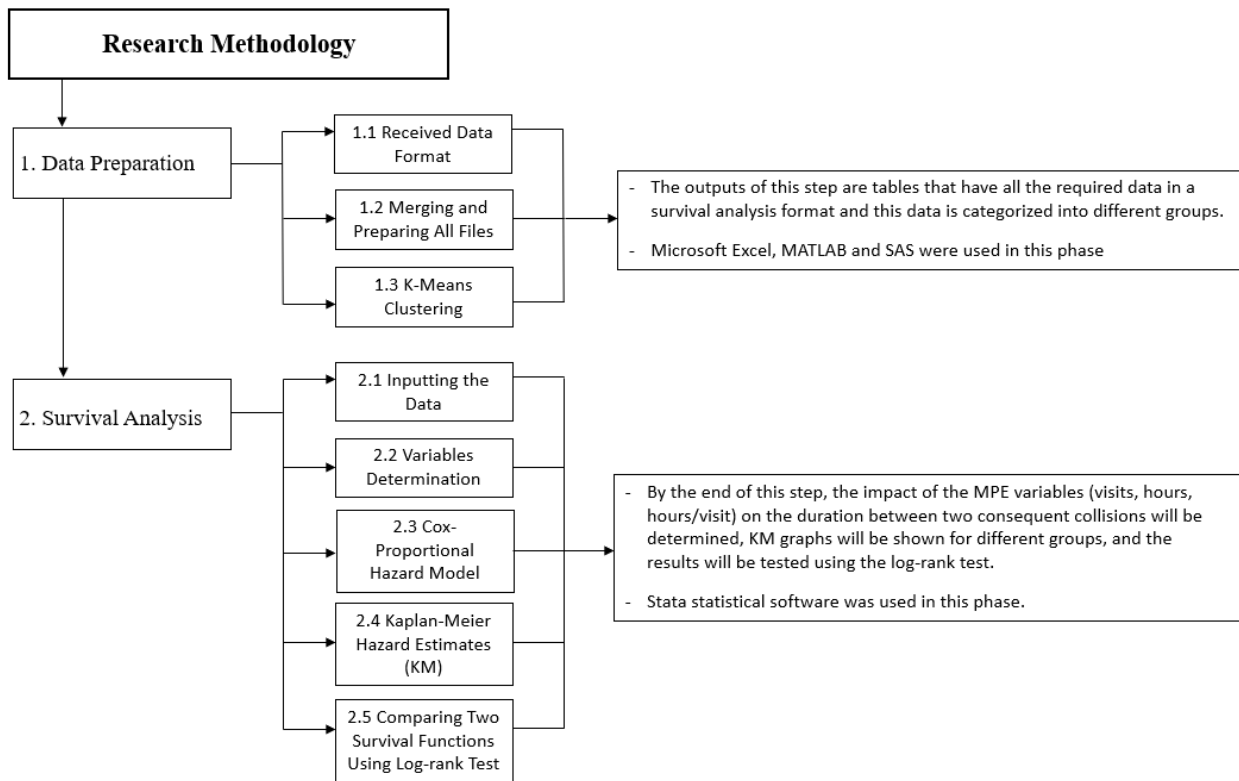 Research Methodology
1. Data Preparation
1.1 Received Data
Format
1.2 Merging and
Preparing All Files
1.3 K-Means
Clustering
- The outputs of this step are tables that have all the required data in a
survival analysis format and this data is categorized into different groups.
- Microsoft Excel, MATLAB and SAS were used in this phase
2. Survival Analysis
2.1 Inputting the
Data
2.2 Variables
Determination
2.3 Cox-
Proportional
Hazard Model
2.4 Kaplan-Meier
Hazard Estimates
(KM)
2.5 Comparing Two
Survival Functions
Using Log-rank Test
- By the end of this step, the impact of the MPE variables (visits, hours,
hours/visit) on the duration between two consequent collisions will be
determined, KM graphs will be shown for different groups, and the
results will be tested using the log-rank test.
- Stata statistical software was used in this phase.